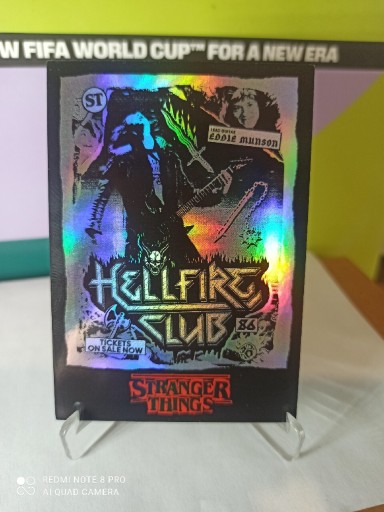 W FIFA WORLD CUP™ FOR A NEW ERA
ST
EDDIE MUNSON
HELLFIRE
CLUB
86
TICKETS
ON SALE NOW
STRANGER
THINGS
REDMI NOTE 8 PRO
AI QUAD CAMERA